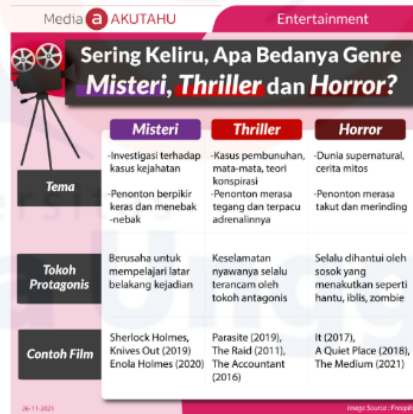 Media a AKUTAHU
Entertainment
Sering Keliru, Apa Bedanya Genre
Misteri, Thriller dan Horror?
Misteri
Thriller
Horror
Tema
-Investigasi terhadap
kasus kejahatan
-Penonton berpikir
keras dan menebak
-nebak
-Kasus pembunuhan,
mata-mata, teori
konspirasi
-Penonton merasa
tegang dan terpacu
adrenalinnya
-Dunia supernatural,
cerita mitos
-Penonton merasa
takut dan merinding
Tokoh
Protagonis
Berusaha untuk
mempelajari latar
belakang kejadian
Keselamatan
nyawanya selalu
terancam oleh
tokoh antagonis
Selalu dihantui oleh
sosok yang
menakutkan seperti
hantu, iblis, zombie
Contoh Film
Sherlock Holmes,
Knives Out (2019)
Enola Holmes (2020)
Parasite (2019),
The Raid (2011),
The Accountant
(2016)
It (2017),
A Quiet Place (2018),
The Medium (2021)
26-11-2021
Image Source : Freepik